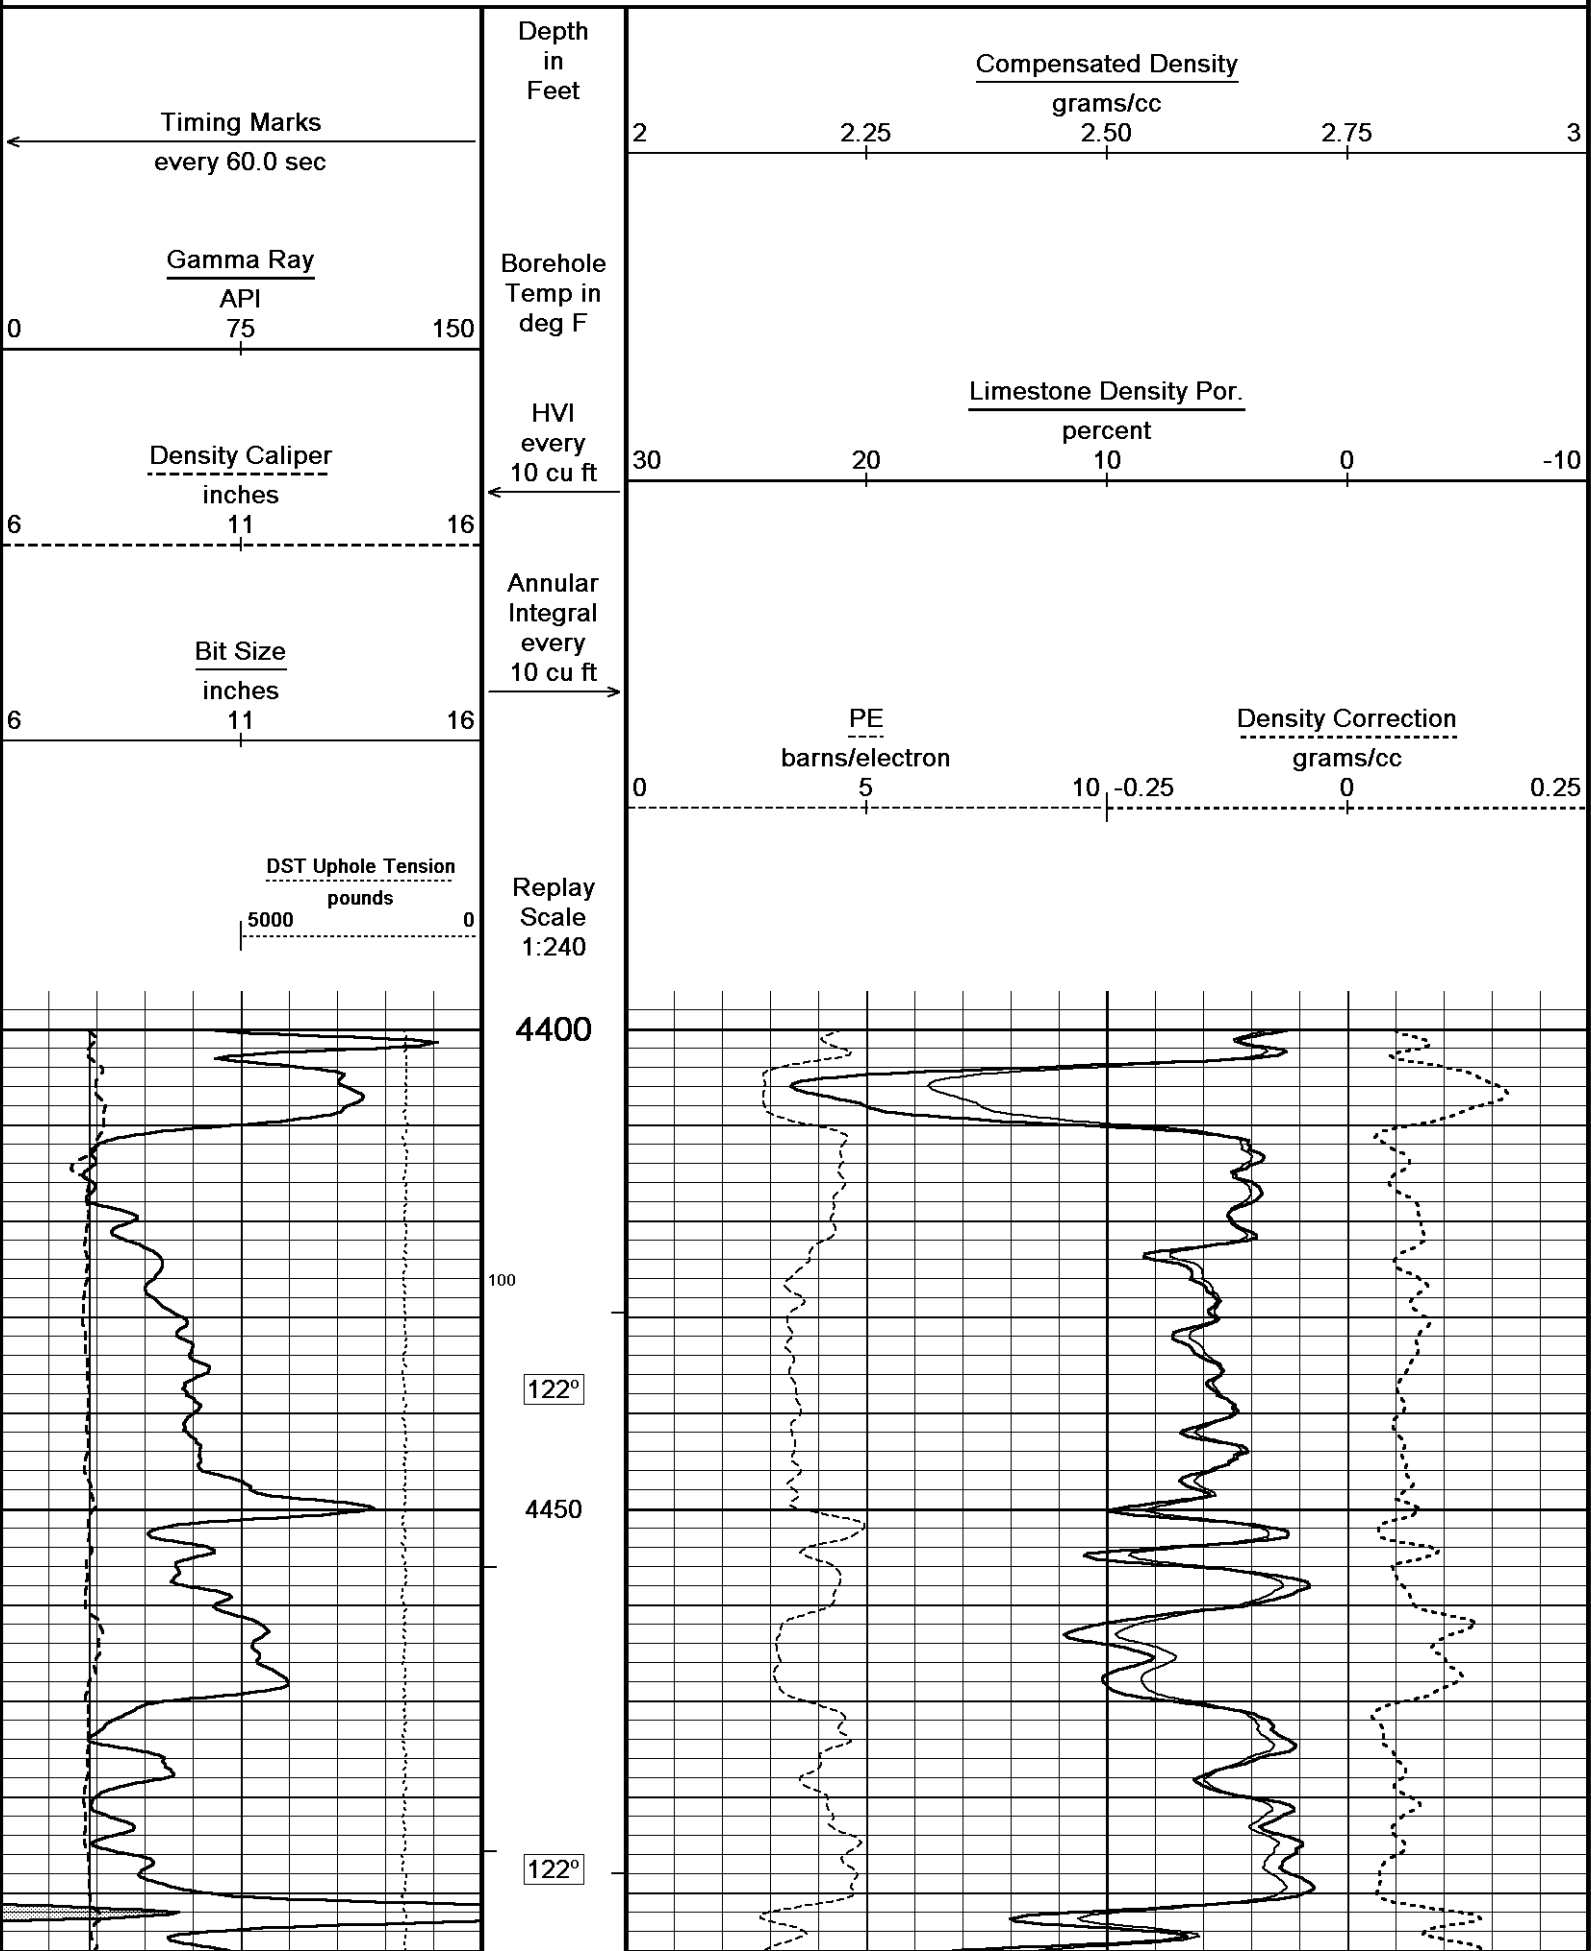 Timing Marks
every 60.0 sec
Gamma Ray
API
0 75 150
Density Caliper
inches
6 11 16
Bit Size
inches
6 11 16
DST Uphole Tension
pounds
5000 0
Depth
in
Feet
Borehole
Temp in
deg F
HVI
every
10 cu ft
Annular
Integral
every
10 cu ft
Replay
Scale
1:240
Compensated Density
grams/cc
2 2.25 2.50 2.75 3
Limestone Density Por.
percent
30 20 10 0 -10
PE
barns/electron
0 5 10
Density Correction
grams/cc
-0.25 0 0.25
4400
100
122º
4450
122º